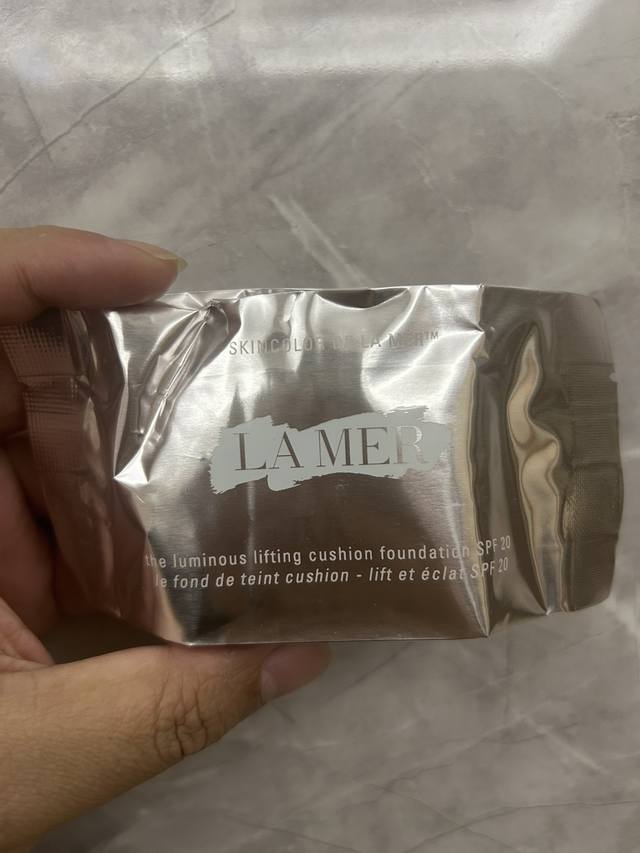 SKINCOLOR DE LA MER™
LA MER
the luminous lifting cushion foundation SPF 20
le fond de teint cushion - lift et éclat SPF 20